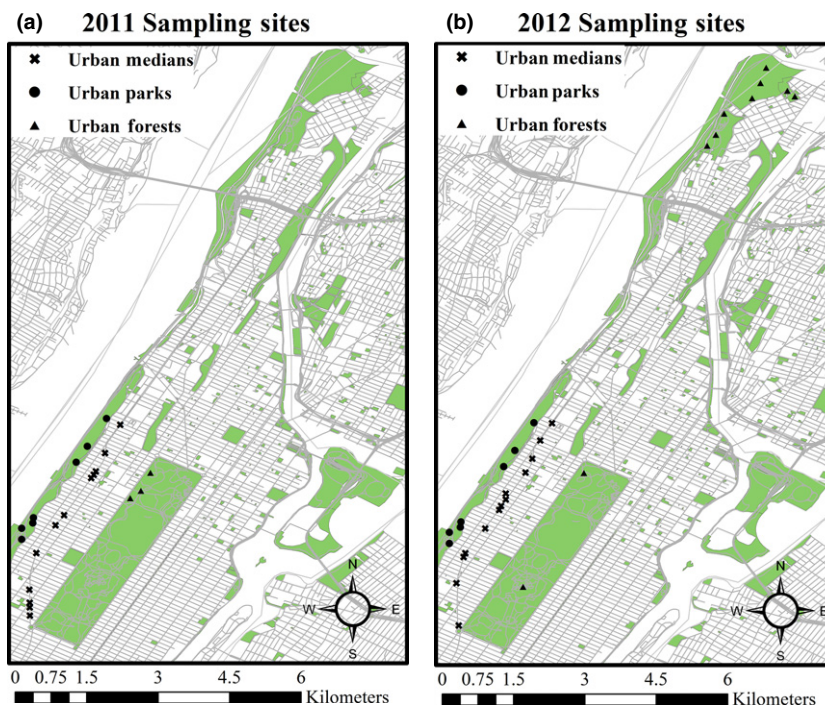 (a) 2011 Sampling sites
Urban medians
Urban parks
Urban forests
N
W E
S
0 0.75 1.5 3 4.5 6
Kilometers
(b) 2012 Sampling sites
Urban medians
Urban parks
Urban forests
N
W E
S
0 0.75 1.5 3 4.5 6
Kilometers